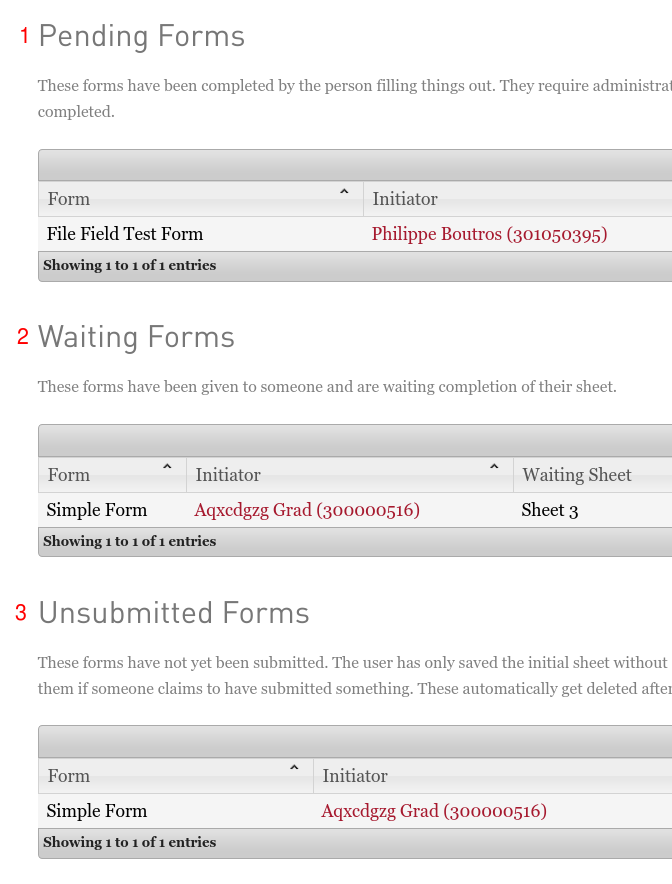 1 Pending Forms
These forms have been completed by the person filling things out. They require administrat
completed.
Form Initiator
File Field Test Form Philippe Boutros (301050395)
Showing 1 to 1 of 1 entries
2 Waiting Forms
These forms have been given to someone and are waiting completion of their sheet.
Form Initiator Waiting Sheet
Simple Form Aqxcdgzg Grad (300000516) Sheet 3
Showing 1 to 1 of 1 entries
3 Unsubmitted Forms
These forms have not yet been submitted. The user has only saved the initial sheet without
them if someone claims to have submitted something. These automatically get deleted after
Form Initiator
Simple Form Aqxcdgzg Grad (300000516)
Showing 1 to 1 of 1 entries